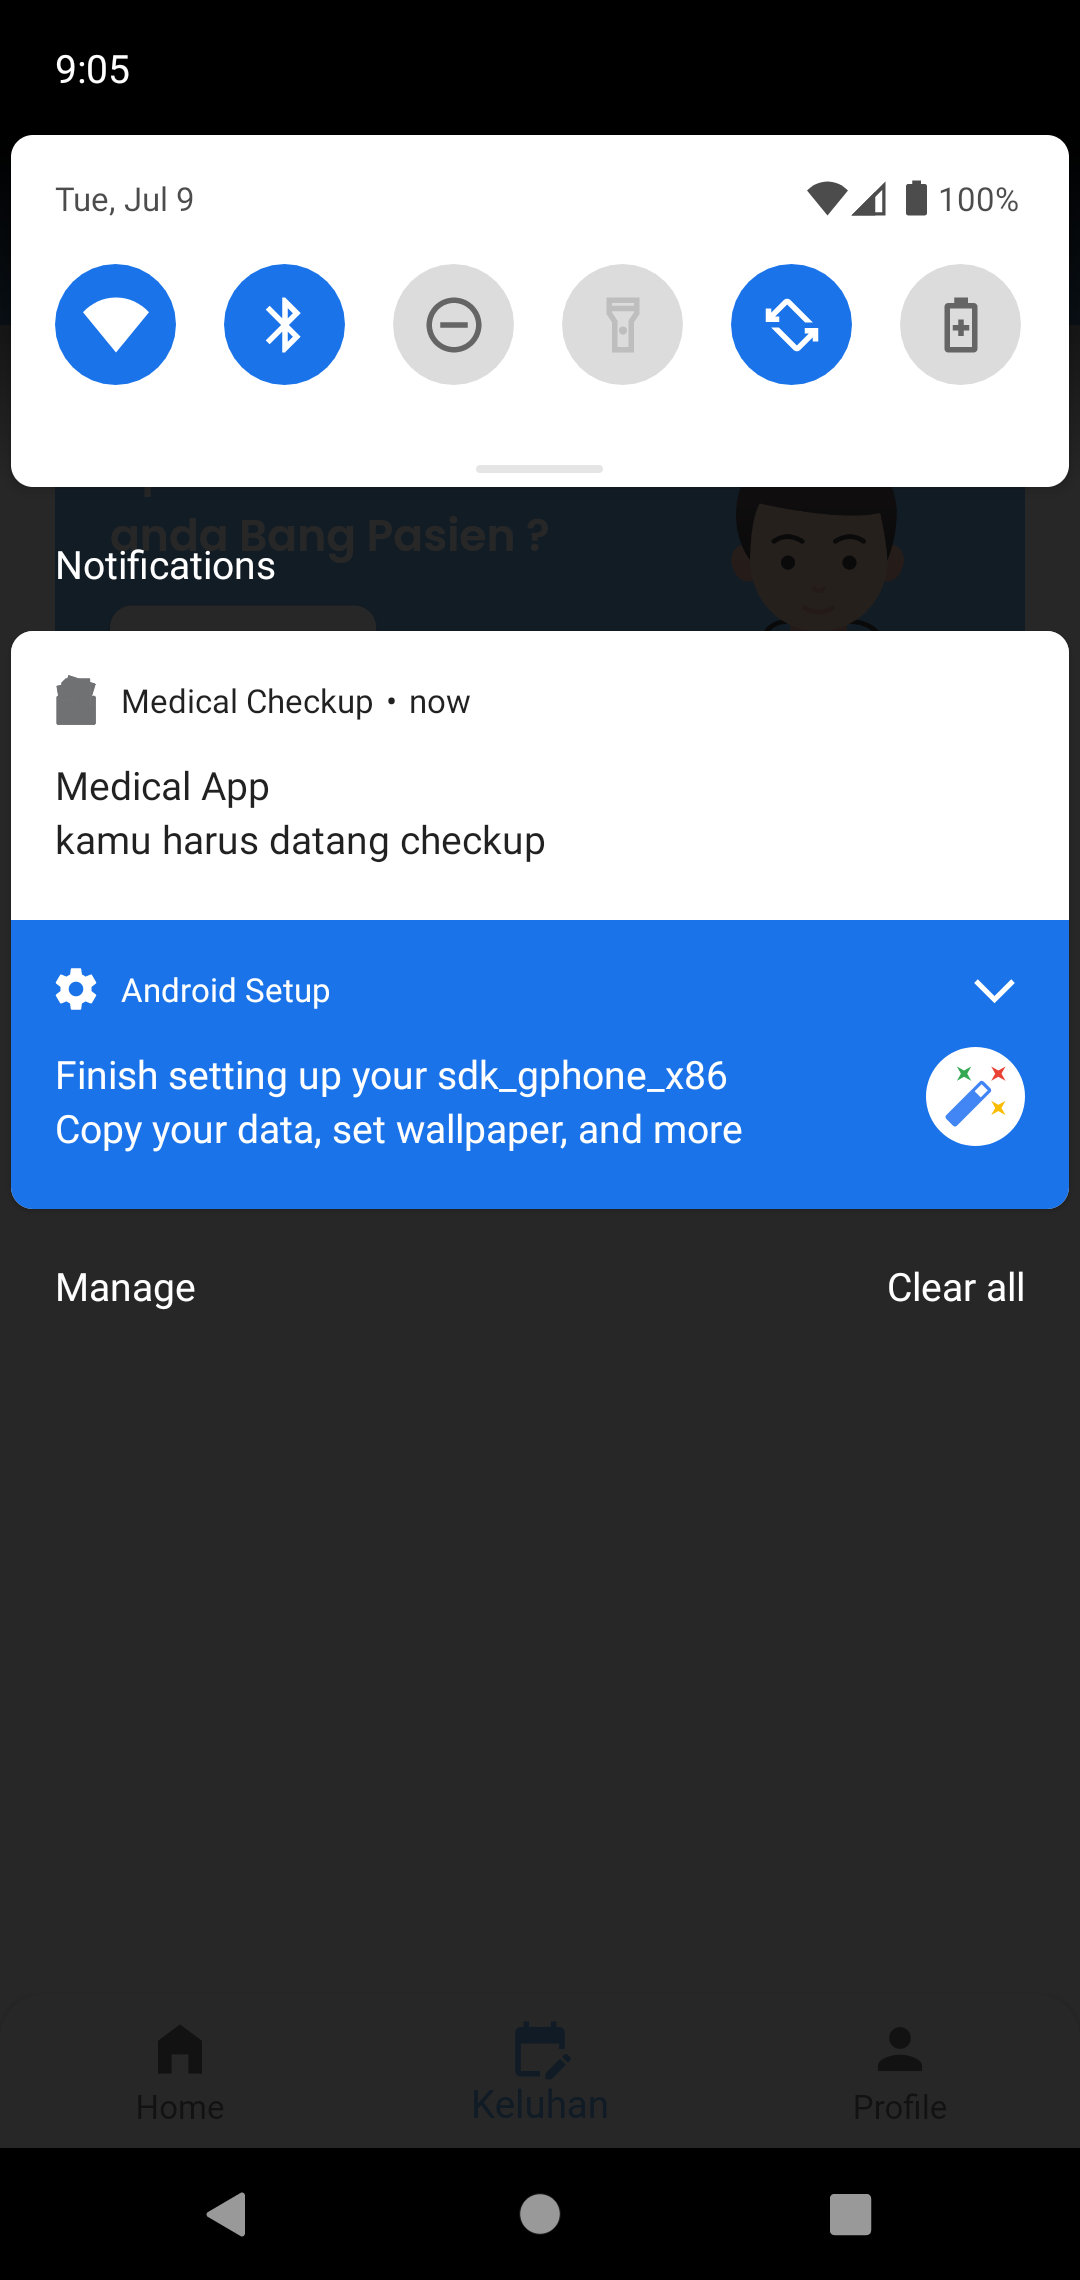 9:05
Tue, Jul 9
100%
anda Bang Pasien ?
Notifications
Medical Checkup • now
Medical App
kamu harus datang checkup
Android Setup
Finish setting up your sdk_gphone_x86
Copy your data, set wallpaper, and more
Manage
Clear all
Home
Keluhan
Profile